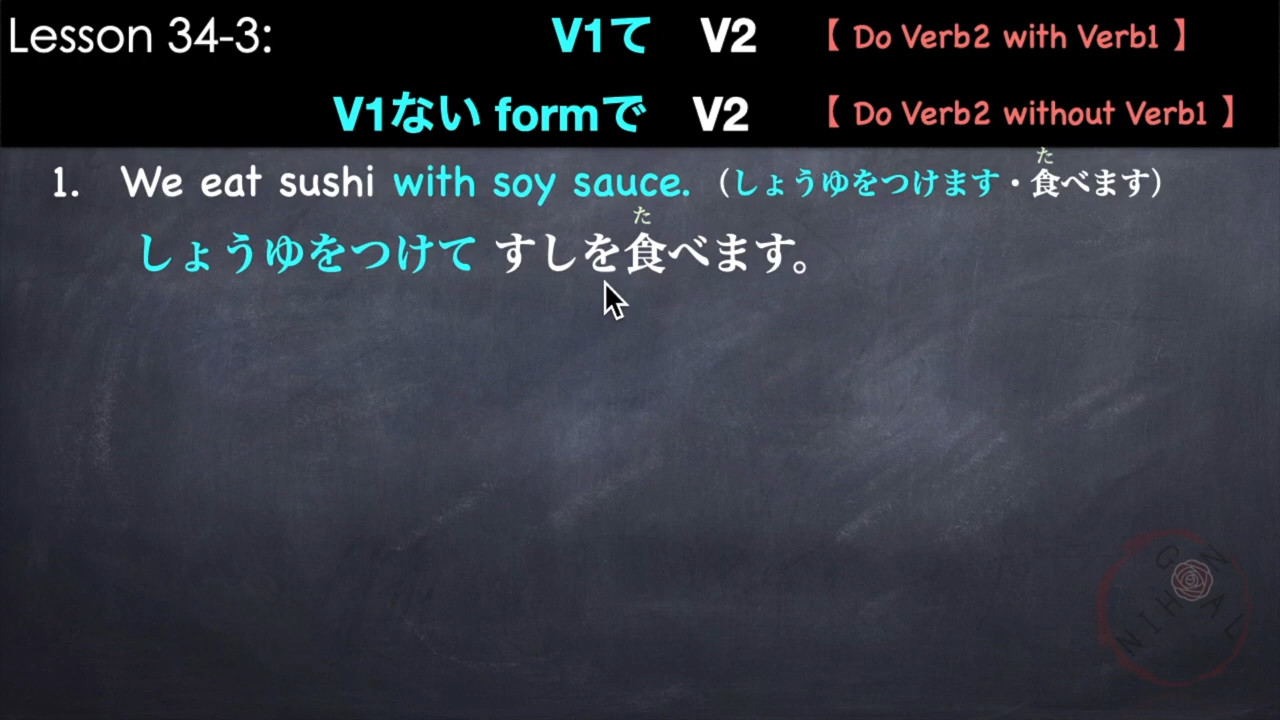 Lesson 34-3: V1て V2 【 Do Verb2 with Verb1 】
V1ない formで V2 【 Do Verb2 without Verb1 】
1. We eat sushi with soy sauce. (しょうゆをつけます・食べます)
た
しょうゆをつけて すしを食べます。
た
NIHONGAL